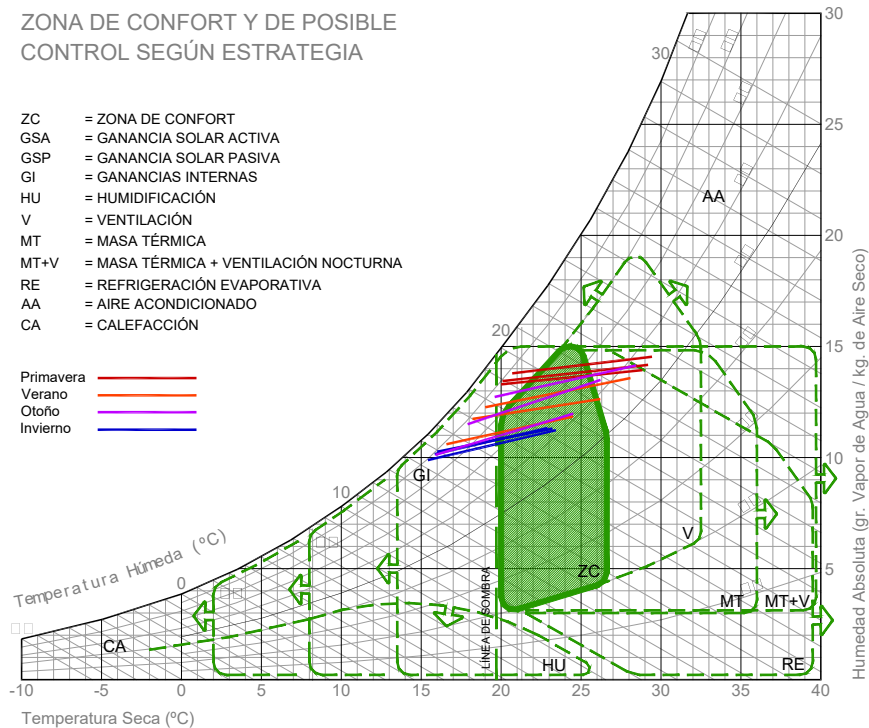 ZONA DE CONFORT Y DE POSIBLE
CONTROL SEGÚN ESTRATEGIA
ZC = ZONA DE CONFORT
GSA = GANANCIA SOLAR ACTIVA
GSP = GANANCIA SOLAR PASIVA
GI = GANANCIAS INTERNAS
HU = HUMIDIFICACIÓN
V = VENTILACIÓN
MT = MASA TÉRMICA
MT+V = MASA TÉRMICA + VENTILACIÓN NOCTURNA
RE = REFRIGERACIÓN EVAPORATIVA
AA = AIRE ACONDICIONADO
CA = CALEFACCIÓN
Primavera
Verano
Otoño
Invierno
30
30
25
AA
20
20
15
10
10
GI
V
5
ZC
0
Temperatura Húmeda (ºC)
LÍNEA DE SOMBRA
MT
MT+V
CA
HU
RE
Humedad Absoluta (gr. Vapor de Agua / kg. de Aire Seco)
-10 -5 0 5 10 15 20 25 30 35 40
Temperatura Seca (ºC)